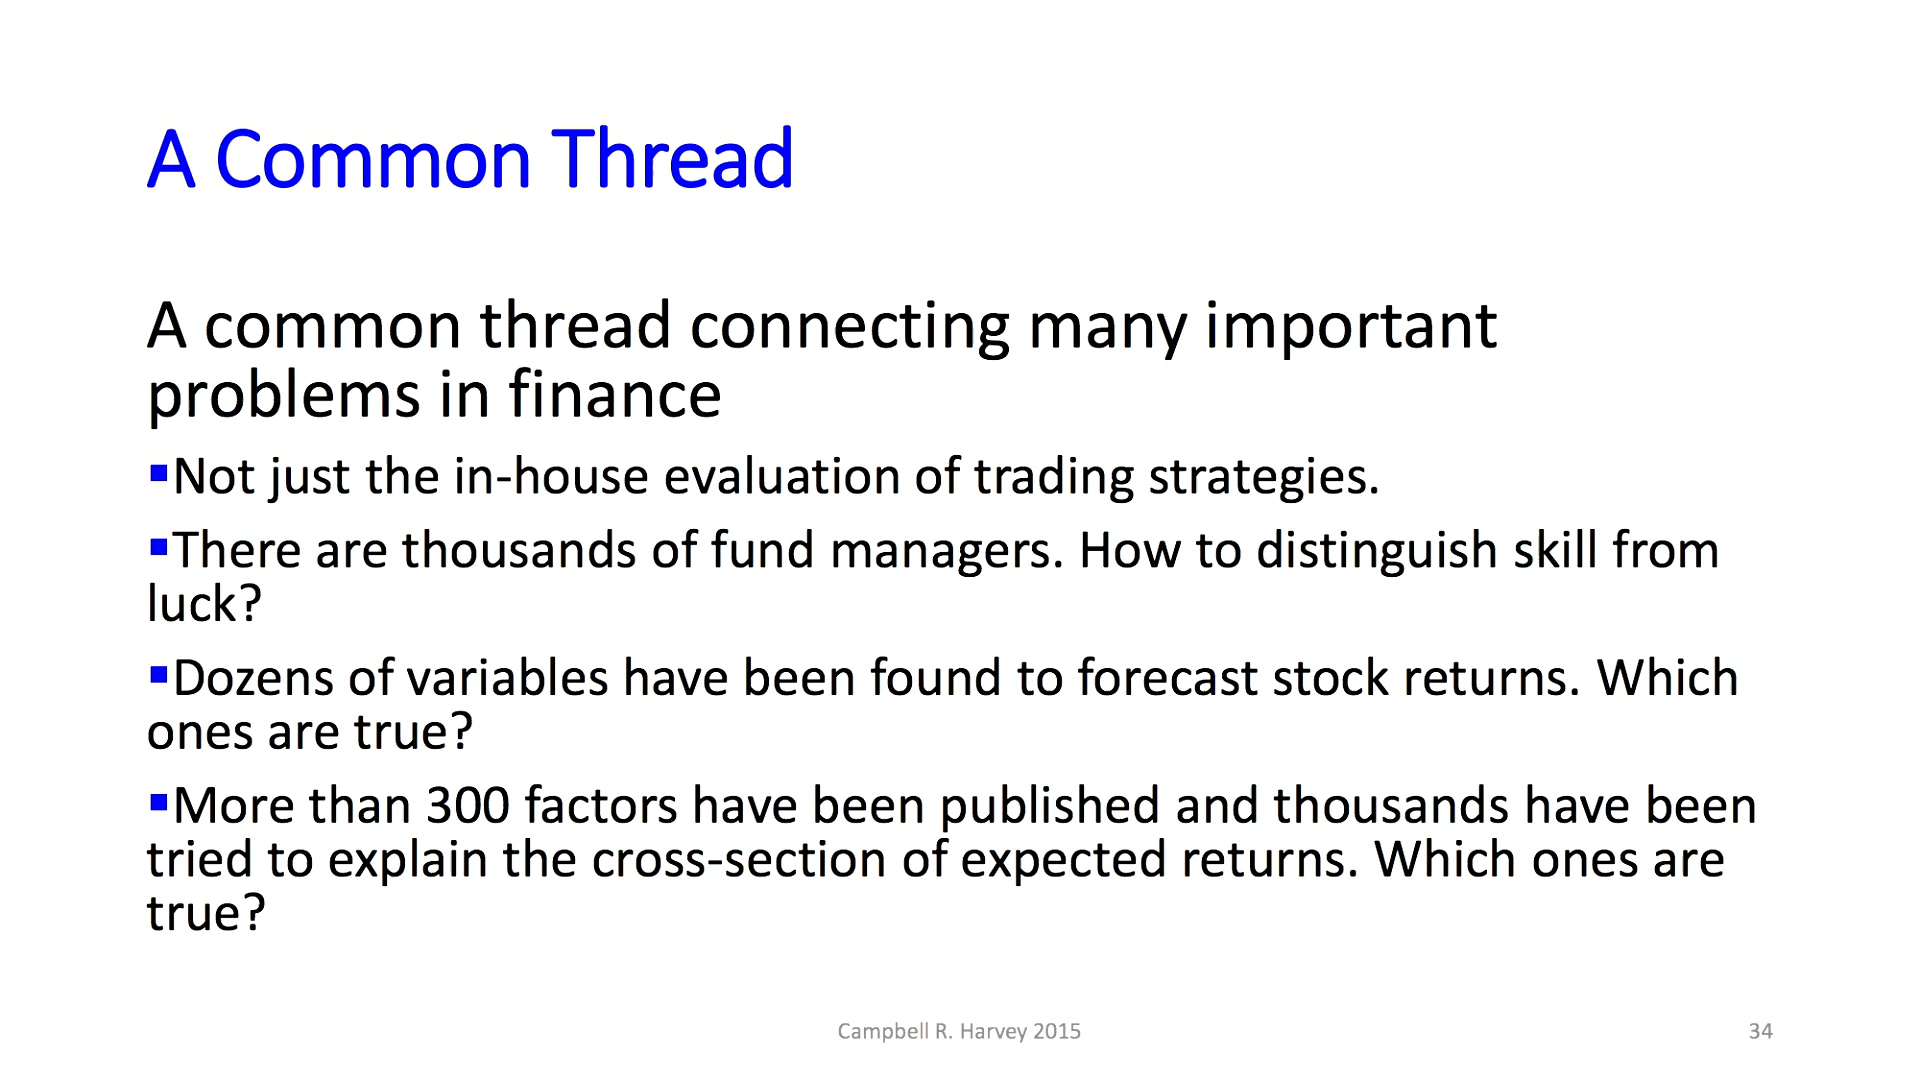 A Common Thread
A common thread connecting many important
problems in finance
▪Not just the in-house evaluation of trading strategies.
▪There are thousands of fund managers. How to distinguish skill from
luck?
▪Dozens of variables have been found to forecast stock returns. Which
ones are true?
▪More than 300 factors have been published and thousands have been
tried to explain the cross-section of expected returns. Which ones are
true?
Campbell R. Harvey 2015
34